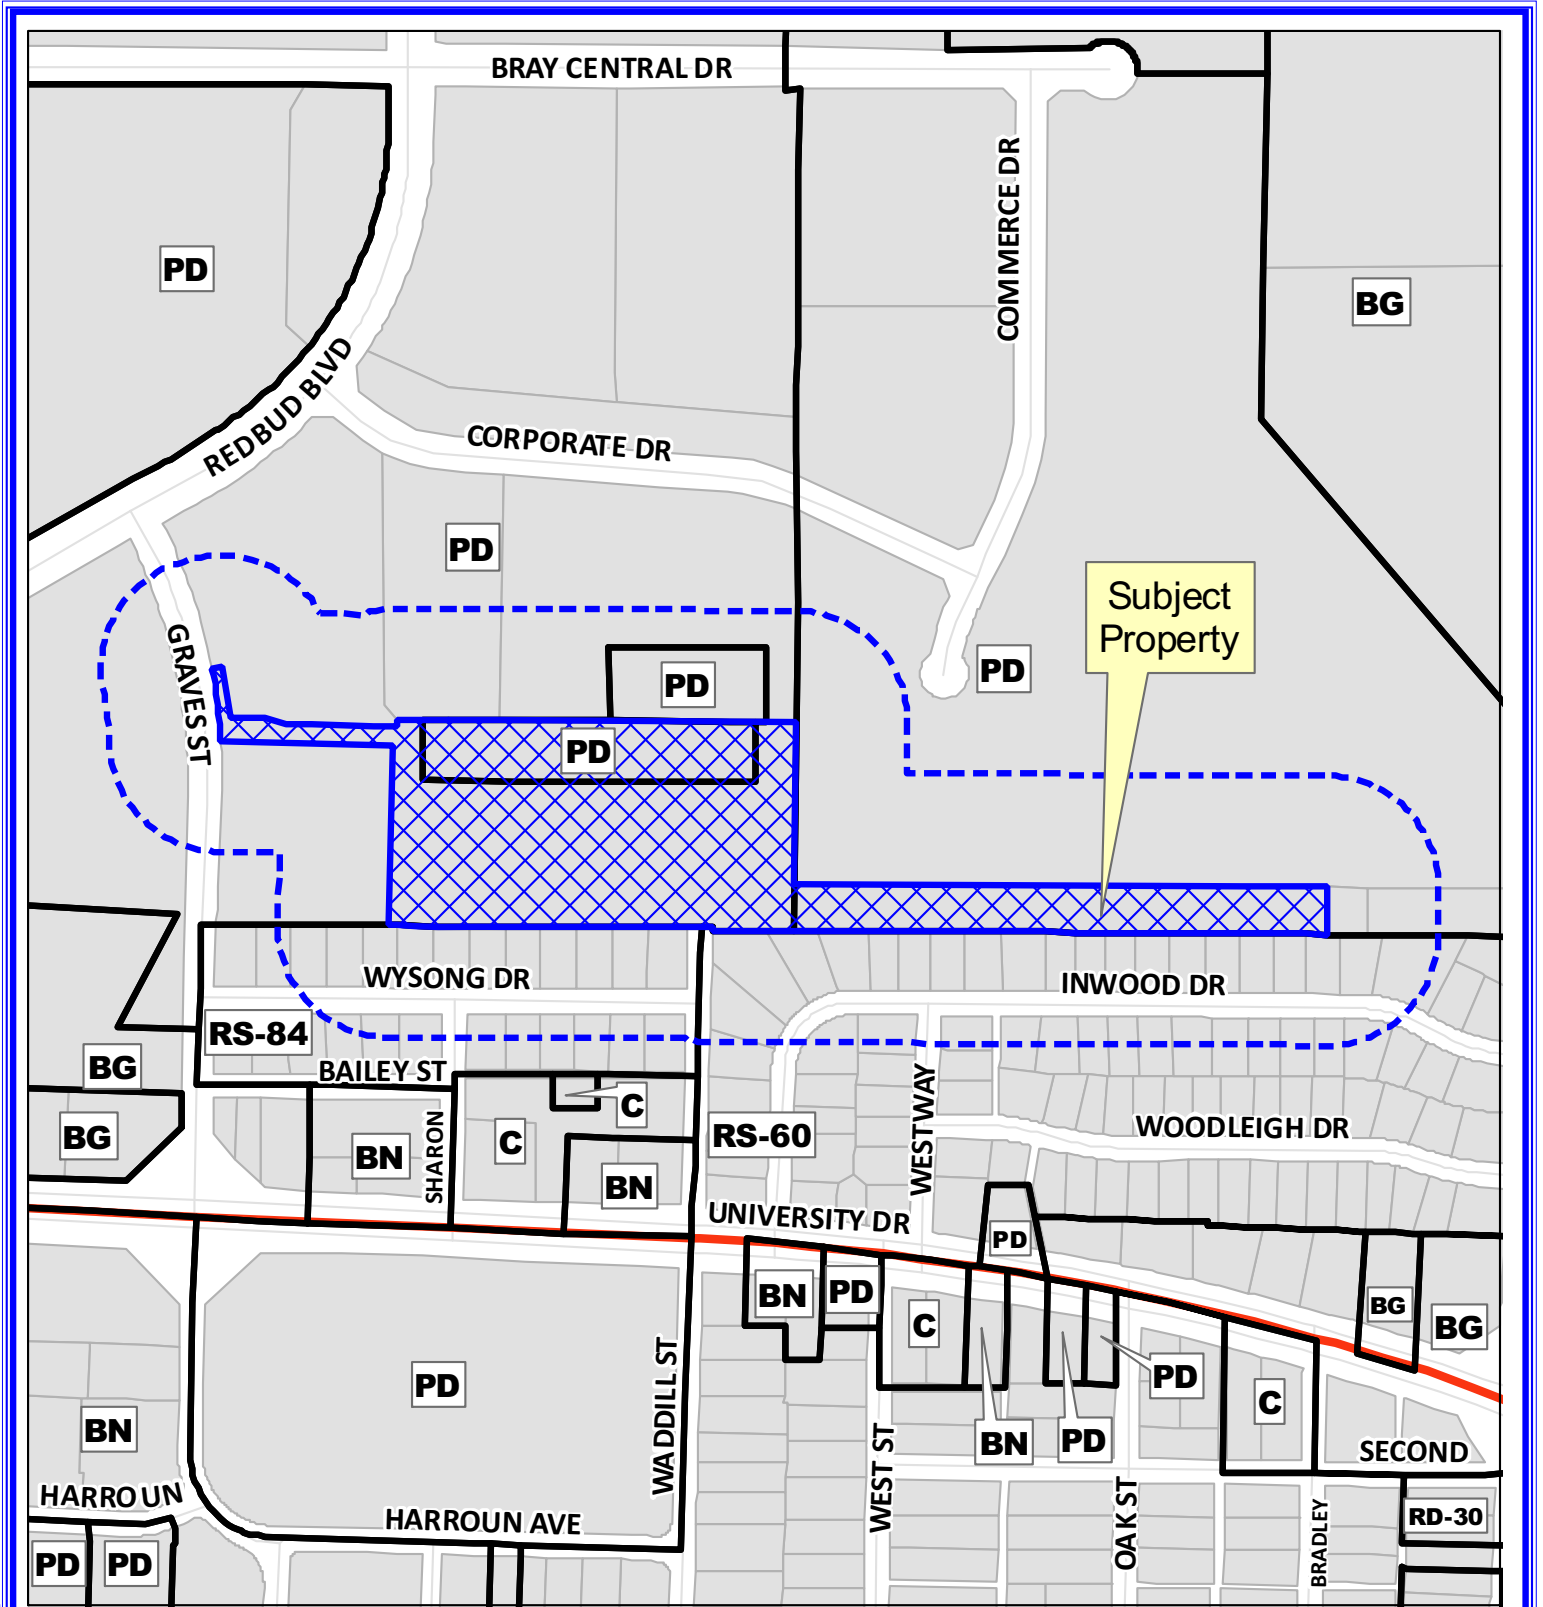 BRAY CENTRAL DR
COMMERCE DR
PD
BG
REDBUD BLVD
CORPORATE DR
PD
Subject
Property
GRAVES ST
PD
PD
PD
WYSONG DR
INWOOD DR
RS-84
BG
BAILEY ST
C
BG
BN
SHARON
C
BN
RS-60
WESTWAY
WOODLEIGH DR
UNIVERSITY DR
PD
BN
PD
C
BG
BG
PD
WADDILL ST
PD
C
BN
WEST ST
BN
PD
SECOND
HARROUN
HARROUN AVE
OAK ST
BRADLEY
RD-30
PD
PD